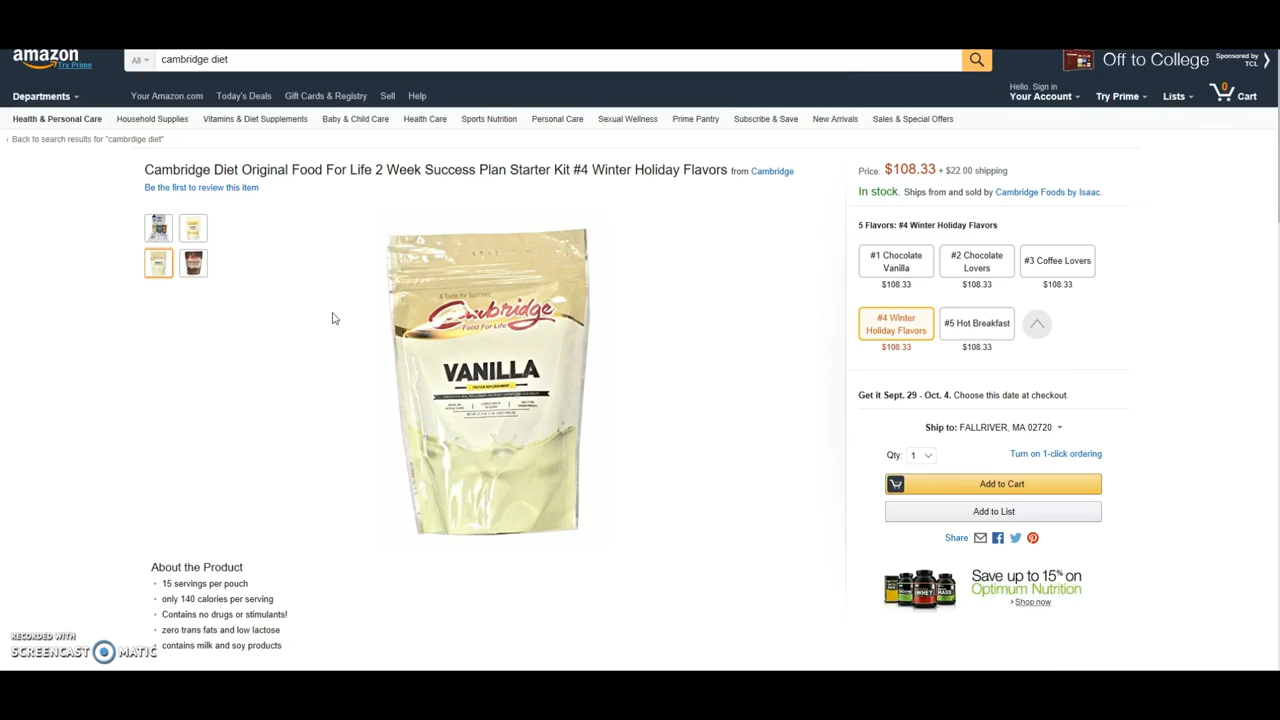 amazon
Try Prime
All
cambridge diet
Off to College
Sponsored by
TCL
Departments
Your Amazon.com Today's Deals Gift Cards & Registry Sell Help
Hello. Sign in
Your Account
Try Prime
Lists
0
Cart
Health & Personal Care Household Supplies Vitamins & Diet Supplements Baby & Child Care Health Care Sports Nutrition Personal Care Sexual Wellness Prime Pantry Subscribe & Save New Arrivals Sales & Special Offers
‹ Back to search results for "cambrdige diet"
Cambridge Diet Original Food For Life 2 Week Success Plan Starter Kit #4 Winter Holiday Flavors from Cambridge
Be the first to review this item
A Taste for Success
Cambridge
Food For Life
VANILLA
Price: $108.33 + $22.00 shipping
In stock. Ships from and sold by Cambridge Foods by Isaac.
5 Flavors: #4 Winter Holiday Flavors
#1 Chocolate
Vanilla
$108.33
#2 Chocolate
Lovers
$108.33
#3 Coffee Lovers
$108.33
#4 Winter
Holiday Flavors
$108.33
#5 Hot Breakfast
$108.33
Get it Sept. 29 - Oct. 4. Choose this date at checkout.
Ship to: FALLRIVER, MA 02720
Qty: 1
Turn on 1-click ordering
Add to Cart
Add to List
Share
WHEY
MASS
Save up to 15% on
Optimum Nutrition
› Shop now
About the Product
• 15 servings per pouch
• only 140 calories per serving
• Contains no drugs or stimulants!
• zero trans fats and low lactose
• contains milk and soy products
RECORDED WITH
SCREENCAST MATIC